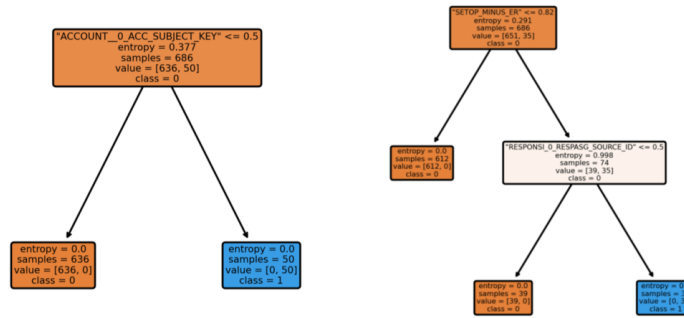 "ACCOUNT__0_ACC_SUBJECT_KEY" <= 0.5
entropy = 0.377
samples = 686
value = [636, 50]
class = 0
entropy = 0.0
samples = 636
value = [636, 0]
class = 0
entropy = 0.0
samples = 50
value = [0, 50]
class = 1
"SETOP_MINUS_ER" <= 0.82
entropy = 0.291
samples = 686
value = [651, 35]
class = 0
entropy = 0.0
samples = 612
value = [612, 0]
class = 0
"RESPONSI_0_RESPASG_SOURCE_ID" <= 0.5
entropy = 0.998
samples = 74
value = [39, 35]
class = 0
entropy = 0.0
samples = 39
value = [39, 0]
class = 0
entropy = 0.
samples = 3
value = [0, 3
class = 1